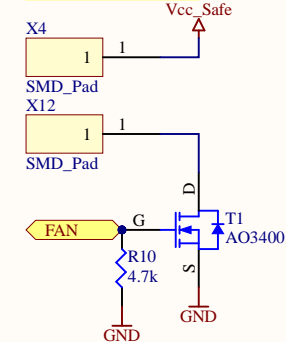 Vcc_Safe
X4
1
1
SMD_Pad
X12
1
1
SMD_Pad
D
G
T1
AO3400
FAN
S
R10
4.7k
GND
GND